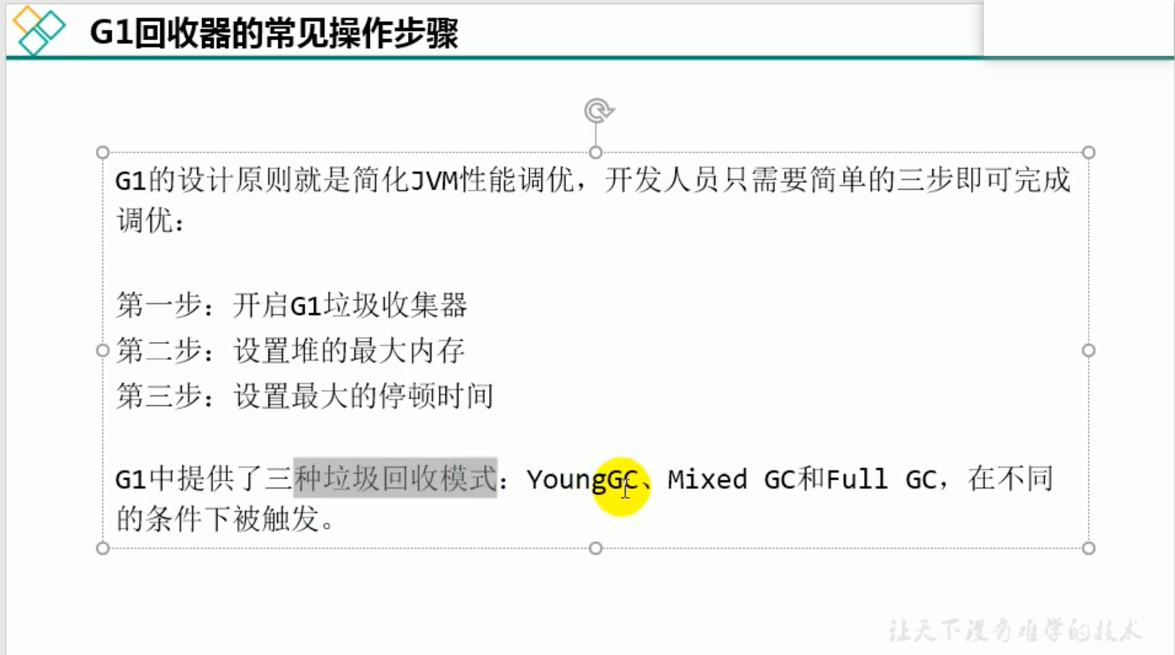 G1回收器的常见操作步骤
G1的设计原则就是简化JVM性能调优，开发人员只需要简单的三步即可完成
调优：
第一步：开启G1垃圾收集器
第二步：设置堆的最大内存
第三步：设置最大的停顿时间
G1中提供了三种垃圾回收模式：YoungGC、Mixed GC和Full GC，在不同
的条件下被触发。
让天下没有难学的技术